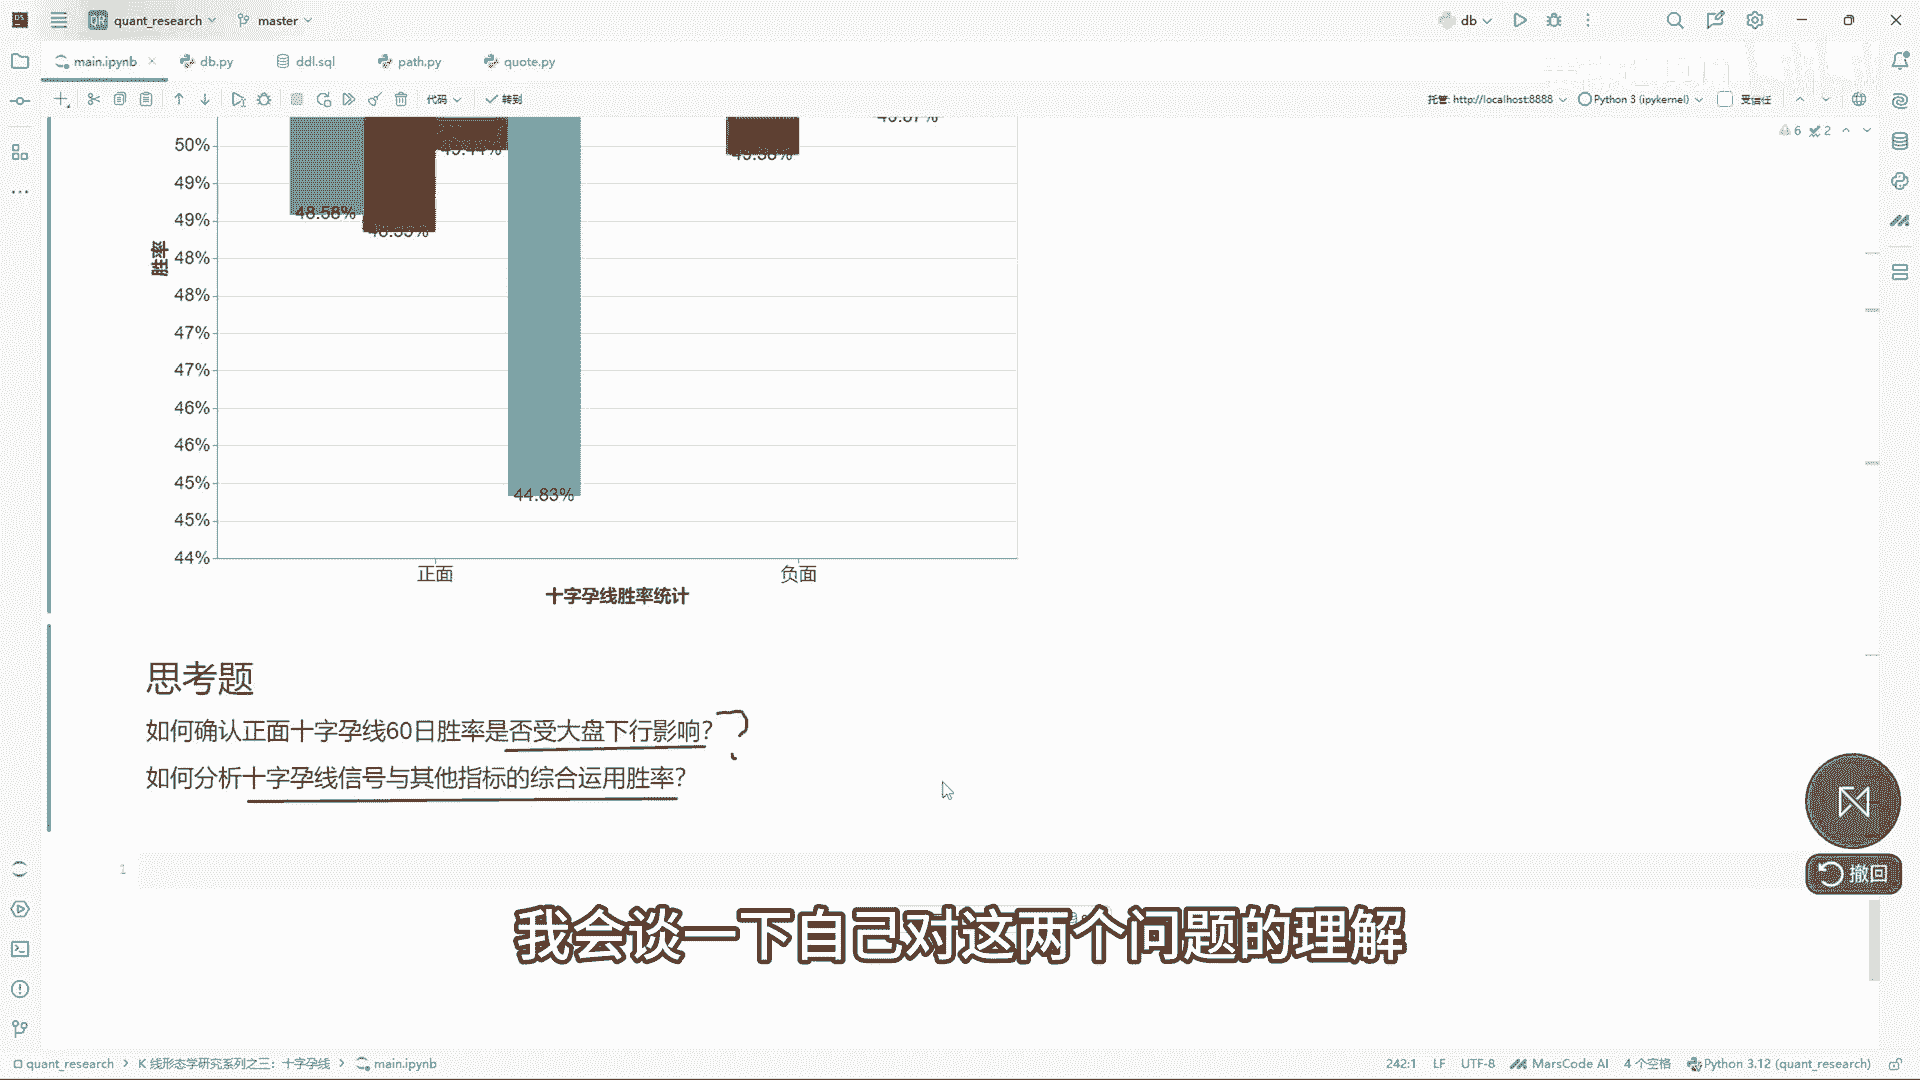 quant_research
master
db
main.ipynb
db.py
ddl.sql
path.py
quote.py
代码
转到
托管: http://localhost:8888
Python 3 (ipykernel)
受信任
6
2
50%
49%
49%
48%
48%
47%
47%
46%
46%
45%
45%
44%
胜率
48.58%
44.83%
正面
负面
十字孕线胜率统计
思考题
如何确认正面十字孕线60日胜率是否受大盘下行影响?
?
如何分析十字孕线信号与其他指标的综合运用胜率?
1
撤回
我会谈一下自己对这两个问题的理解
quant_research > K 线形态学研究系列之三：十字孕线 > main.ipynb
242:1 LF UTF-8 MarsCode AI 4 个空格 Python 3.12 (quant_research)